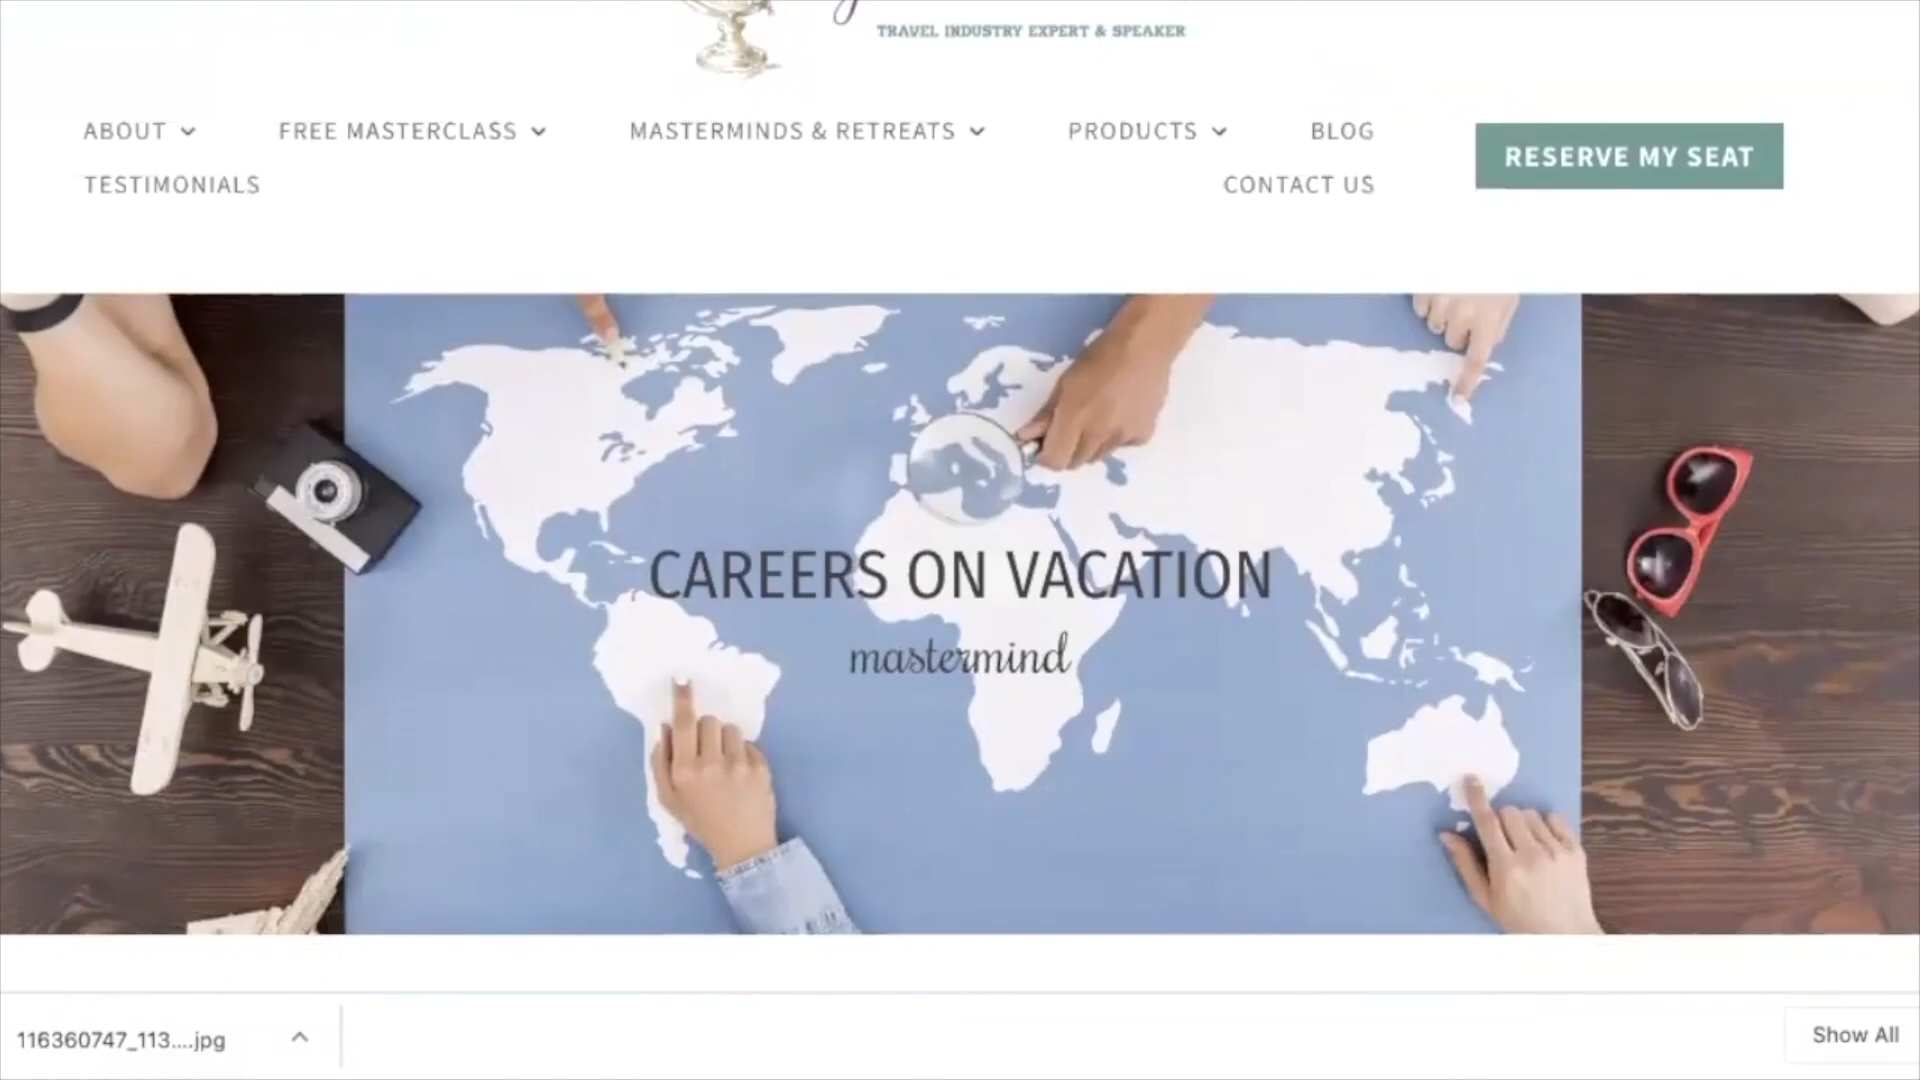 TRAVEL INDUSTRY EXPERT & SPEAKER
ABOUT FREE MASTERCLASS MASTERMINDS & RETREATS PRODUCTS BLOG
TESTIMONIALS CONTACT US
RESERVE MY SEAT
CAREERS ON VACATION
mastermind
116360747_113....jpg
Show All